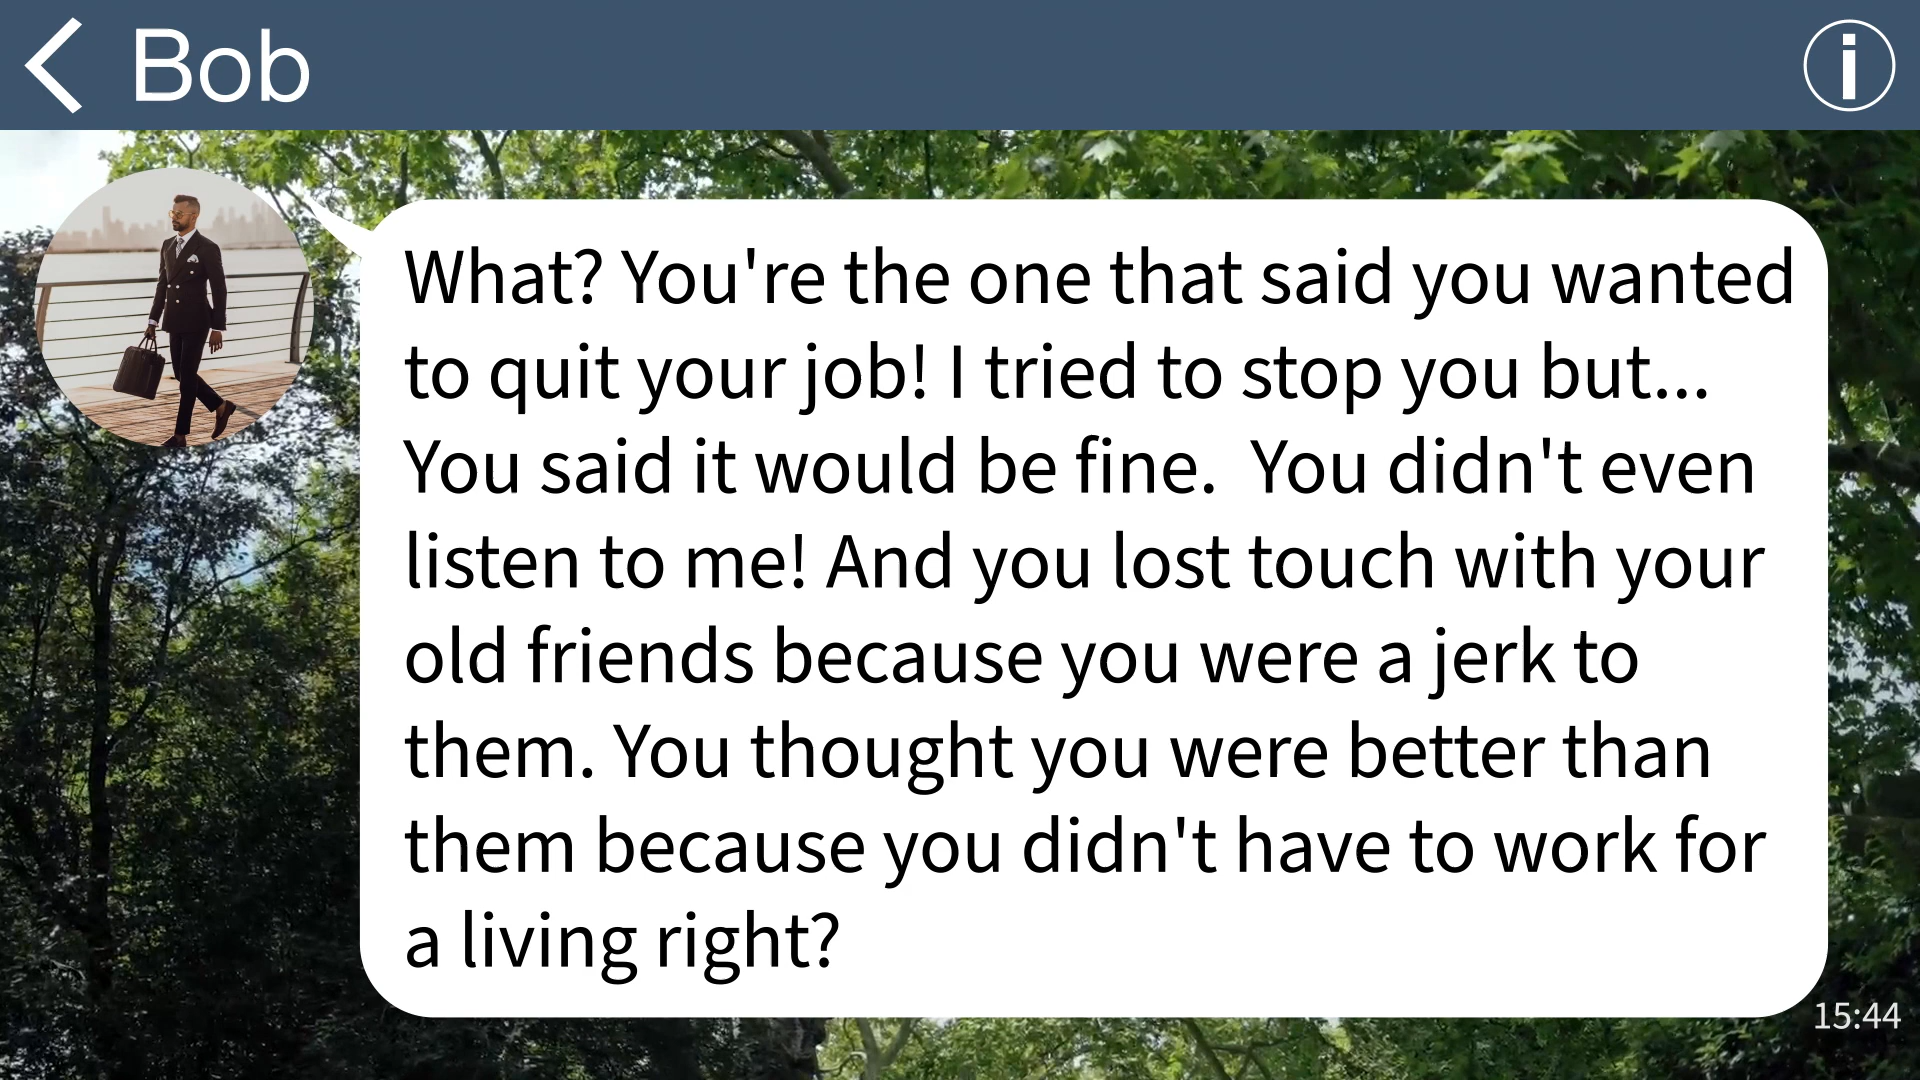 Bob
What? You're the one that said you wanted
to quit your job! I tried to stop you but...
You said it would be fine.  You didn't even
listen to me! And you lost touch with your
old friends because you were a jerk to
them. You thought you were better than
them because you didn't have to work for
a living right?
15:44